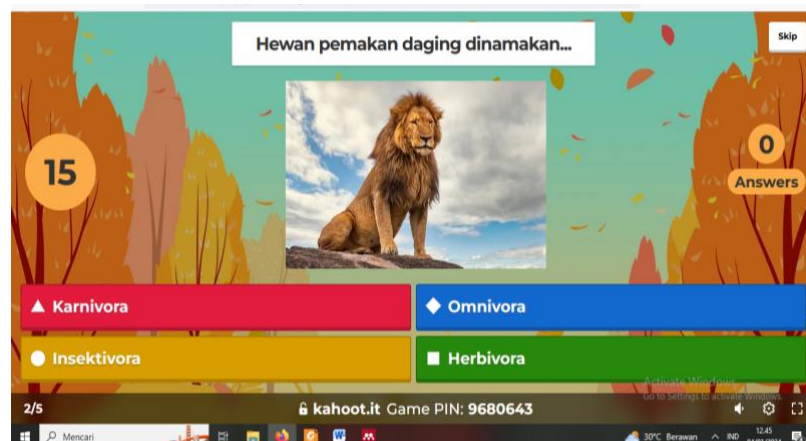 Hewan pemakan daging dinamakan...
Skip
15
0
Answers
Karnivora
Omnivora
Insektivora
Herbivora
Activate Windows
Go to Settings to activate Windows.
2/5
kahoot.it Game PIN: 9680643
Mencari
30°C Berawan
IND
12.45